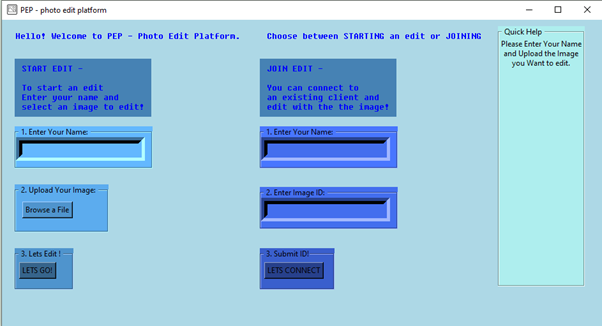 PEP - photo edit platform
Hello! Welcome to PEP - Photo Edit Platform.
Choose between STARTING an edit or JOINING
START EDIT -
To start an edit
Enter your name and
select an image to edit!
1. Enter Your Name:
2. Upload Your Image:
Browse a File
3. Lets Edit !
LETS GO!
JOIN EDIT -
You can connect to
an existing client and
edit with the the image!
1. Enter Your Name:
2. Enter Image ID:
3. Submit ID!
LETS CONNECT
Quick Help
Please Enter Your Name
and Upload the Image
you Want to edit.